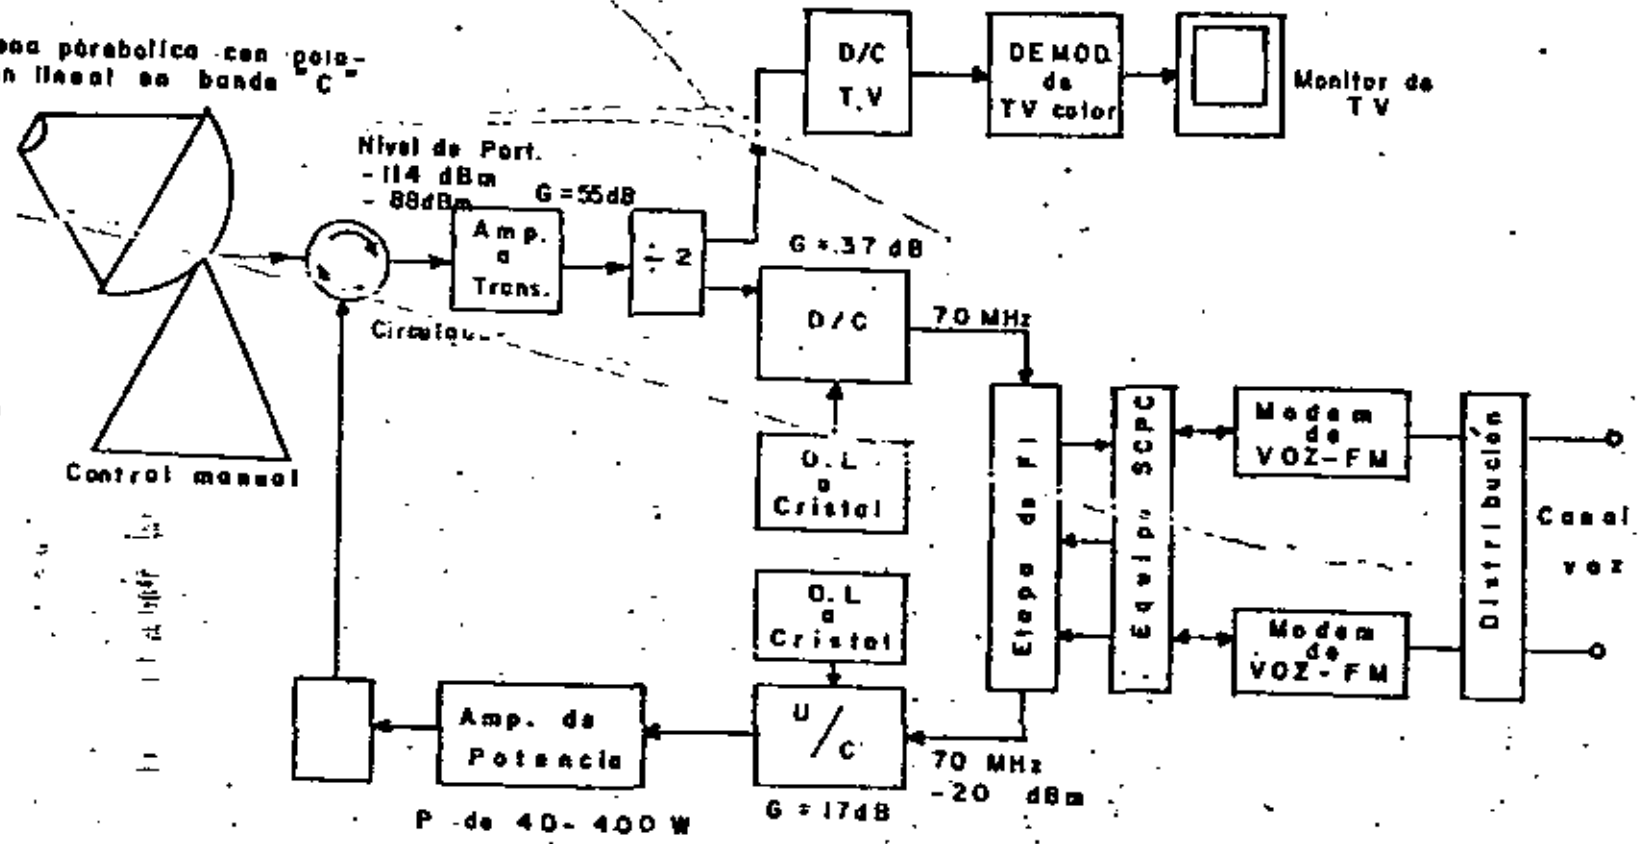 parabolica con pola-
n lineal en banda "C"
Control manual
Nivel de Port.
-114 dBm
-88dBm
G = 55dB
Amp.
a
Trans.
÷ 2
D/C
T.V
DEMOD.
de
TV color
Monitor de
TV
G = 37 dB
D/C
70 MHz
O.L
a
Cristal
O.L
a
Cristal
U/C
G = 17dB
70 MHz
-20 dBm
Amp. de
Potencia
P de 40-400 W
Etapa de FI
Equipo SCPC
Modem
de
VOZ-FM
Modem
de
VOZ-FM
Distribución
Canal
voz